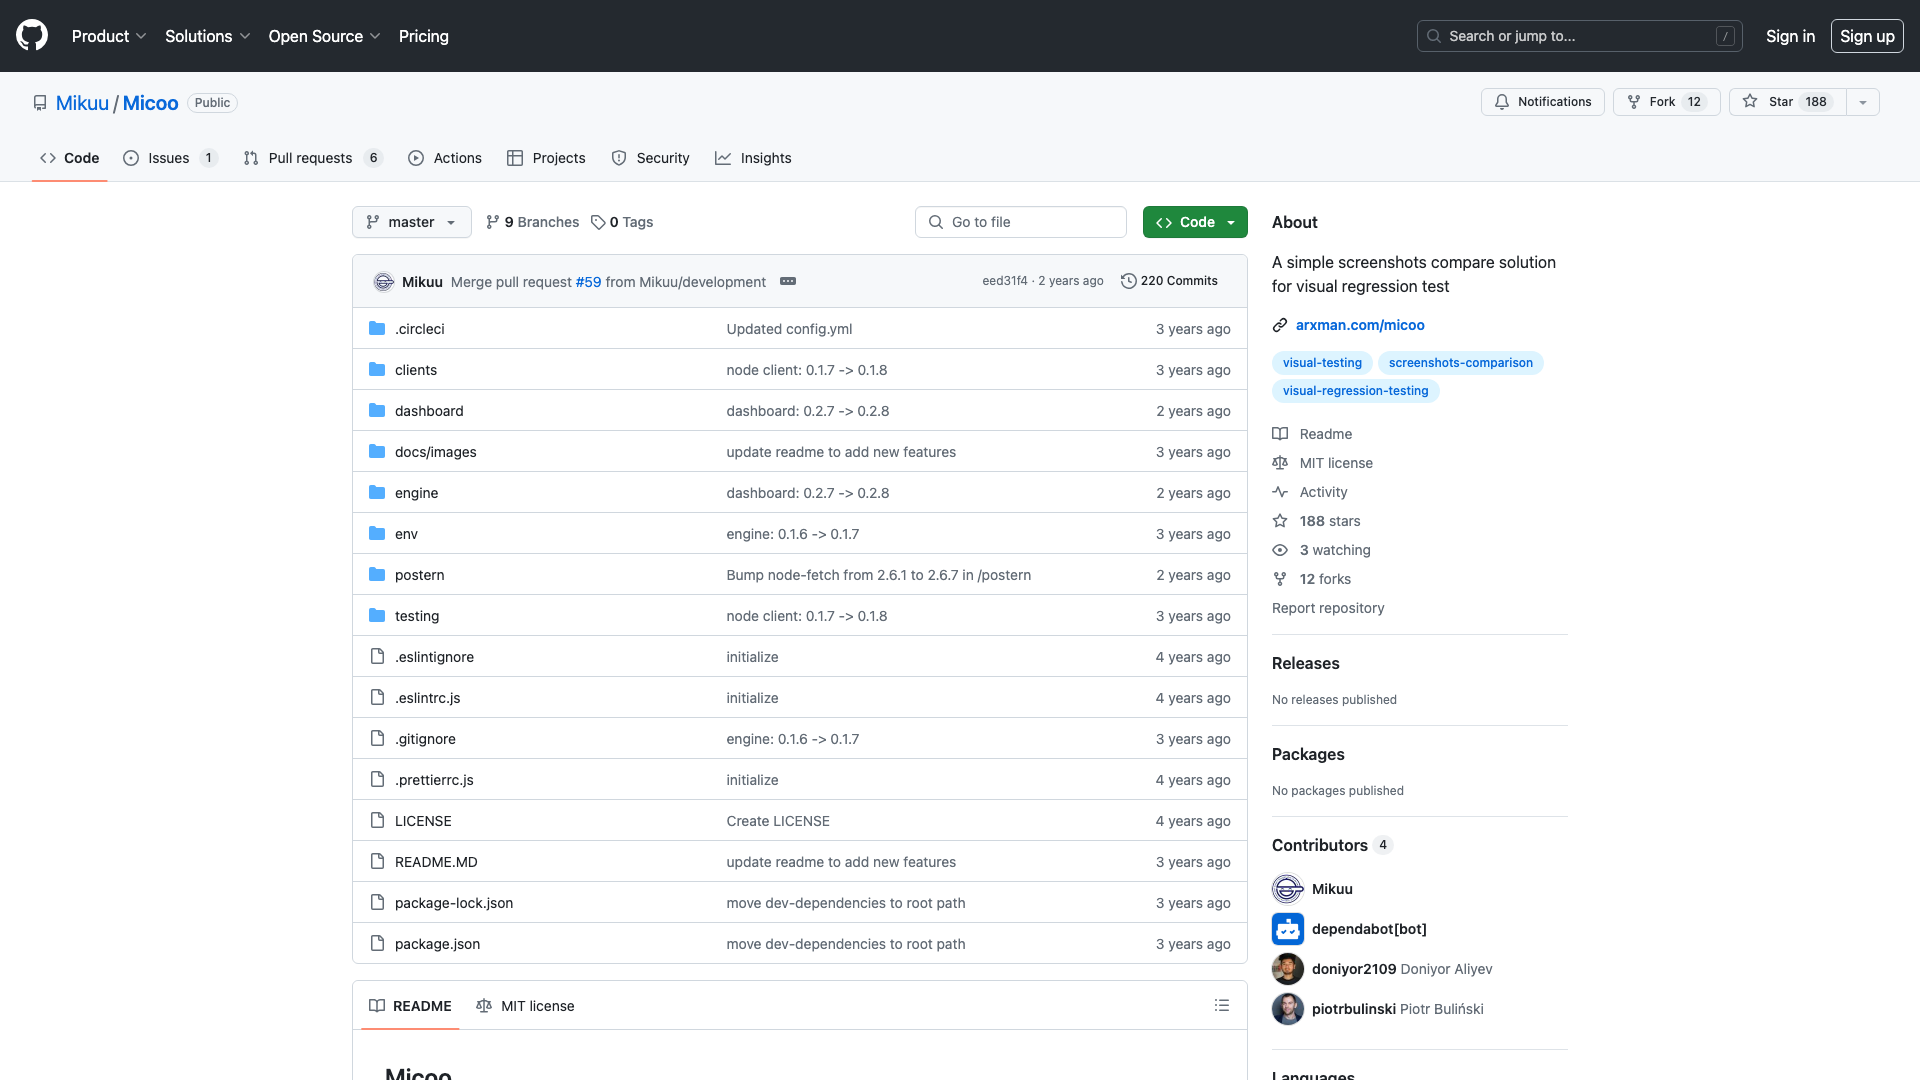 Product Solutions Open Source Pricing Search or jump to... / Sign in Sign up
Mikuu / Micoo Public Notifications Fork 12 Star 188
Code Issues 1 Pull requests 6 Actions Projects Security Insights
master 9 Branches 0 Tags Go to file Code
Mikuu Merge pull request #59 from Mikuu/development eed31f4 · 2 years ago 220 Commits
.circleci Updated config.yml 3 years ago
clients node client: 0.1.7 -> 0.1.8 3 years ago
dashboard dashboard: 0.2.7 -> 0.2.8 2 years ago
docs/images update readme to add new features 3 years ago
engine dashboard: 0.2.7 -> 0.2.8 2 years ago
env engine: 0.1.6 -> 0.1.7 3 years ago
postern Bump node-fetch from 2.6.1 to 2.6.7 in /postern 2 years ago
testing node client: 0.1.7 -> 0.1.8 3 years ago
.eslintignore initialize 4 years ago
.eslintrc.js initialize 4 years ago
.gitignore engine: 0.1.6 -> 0.1.7 3 years ago
.prettierrc.js initialize 4 years ago
LICENSE Create LICENSE 4 years ago
README.MD update readme to add new features 3 years ago
package-lock.json move dev-dependencies to root path 3 years ago
package.json move dev-dependencies to root path 3 years ago
README MIT license
Micoo
About
A simple screenshots compare solution
for visual regression test
arxman.com/micoo
visual-testing screenshots-comparison
visual-regression-testing
Readme
MIT license
Activity
188 stars
3 watching
12 forks
Report repository
Releases
No releases published
Packages
No packages published
Contributors 4
Mikuu
dependabot[bot]
doniyor2109 Doniyor Aliyev
piotrbulinski Piotr Buliński
Languages